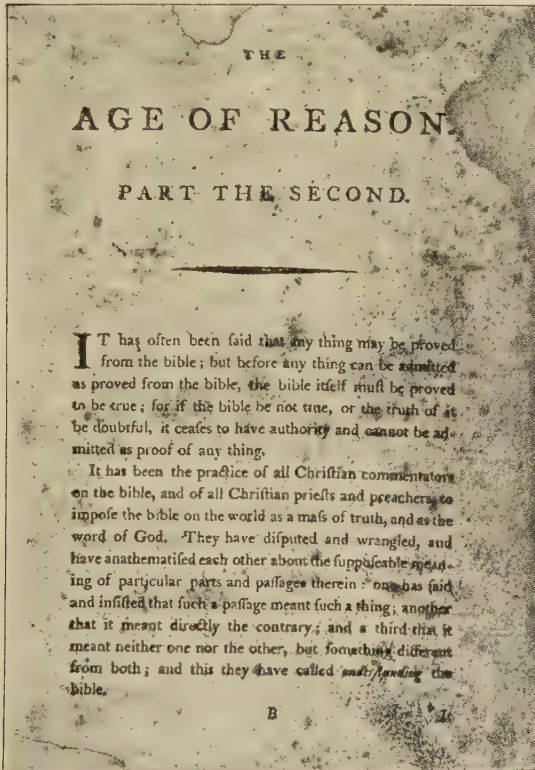 THE
AGE OF REASON.
PART THE SECOND.
IT has often been ſaid that any thing may be proved
from the bible; but before any thing can be admitted
as proved from the bible, the bible itſelf muſt be proved
to be true; for if the bible be not true, or the truth of it
be doubtful, it ceaſes to have authority and cannot be ad-
mitted as proof of any thing.
It has been the practice of all Chriſtian commentators
on the bible, and of all Chriſtian prieſts and preachers, to
impoſe the bible on the world as a maſs of truth, and as the
word of God. They have diſputed and wrangled, and
have anathematiſed each other about the ſuppoſeable mean-
ing of particular parts and paſſages therein: one has ſaid
and inſiſted that ſuch a paſſage meant ſuch a thing; another
that it meant directly the contrary; and a third that it
meant neither one nor the other, but ſomething different
from both; and this they have called underſtanding the
bible.
B It